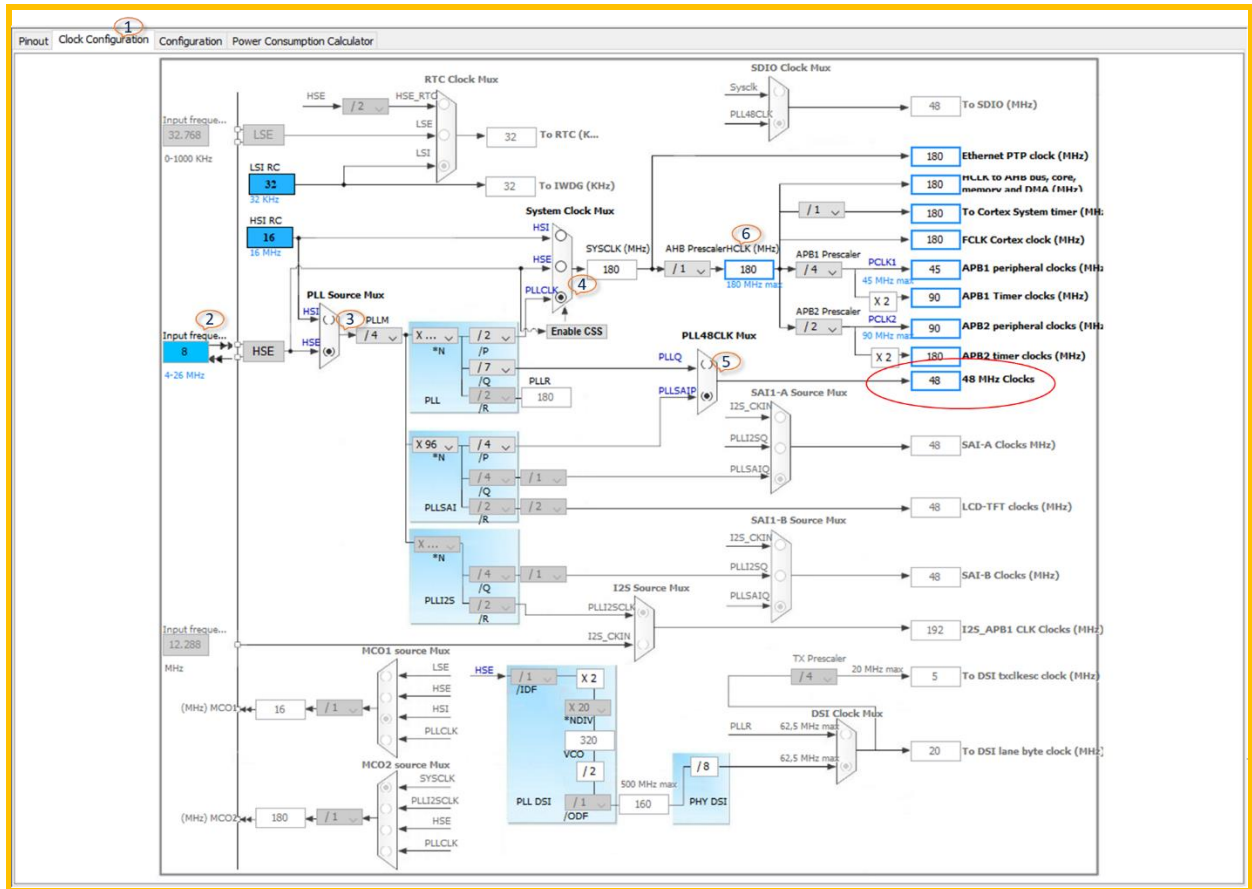 1
Pinout Clock Configuration Configuration Power Consumption Calculator
RTC Clock Mux
HSE / 2 HSE_RTC
LSE
LSI
32 To RTC (K...
Input freque...
32.768
0-1000 KHz
LSE
LSI RC
32
32 KHz
32 To IWDG (KHz)
HSI RC
16
16 MHz
SDIO Clock Mux
Sysclk
PLL48CLK
48 To SDIO (MHz)
System Clock Mux
HSI
HSE
PLLCLK
4
Enable CSS
SYSCLK (MHz)
180
AHB Prescaler
/ 1
6
HCLK (MHz)
180
180 MHz max
180 Ethernet PTP clock (MHz)
180 HCLK to AHB bus, core,
memory and DMA (MHz)
/ 1 180 To Cortex System timer (MH
180 FCLK Cortex clock (MHz)
APB1 Prescaler
/ 4
PCLK1
45 MHz max
45 APB1 peripheral clocks (MH
X 2 90 APB1 Timer clocks (MHz)
APB2 Prescaler
/ 2
PCLK2
90 MHz max
90 APB2 peripheral clocks (MH
X 2 180 APB2 timer clocks (MHz)
48 48 MHz Clocks
2
Input freque...
8
4-26 MHz
HSE
PLL Source Mux
HSI
HSE
3
PLLM
/ 4
X ...
*N
/ 2
/P
/ 7
/Q
/ 2
/R
PLL
PLLR
180
PLL48CLK Mux
PLLQ
PLLSAIP
5
X 96
*N
/ 4
/P
/ 4
/Q
/ 1
/ 2
/R
/ 2
PLLSAI
SAI1-A Source Mux
I2S_CKIN
PLLI2SQ
PLLSAIQ
48 SAI-A Clocks MHz)
48 LCD-TFT clocks (MHz)
X ...
*N
/ 4
/Q
/ 1
/ 2
/R
PLLI2S
SAI1-B Source Mux
I2S_CKIN
PLLI2SQ
PLLSAIQ
48 SAI-B Clocks (MHz)
I2S Source Mux
PLLI2SCLK
I2S_CKIN
192 I2S_APB1 CLK Clocks (MHz)
Input freque...
12.288
MHz
MCO1 source Mux
LSE
HSE
HSI
PLLCLK
(MHz) MCO1 16 / 1
MCO2 source Mux
SYSCLK
PLLI2SCLK
HSE
PLLCLK
(MHz) MCO2 180 / 1
HSE
/ 1
/IDF
X 2
X 20
*NDIV
320
VCO
/ 2
PLL DSI
/ 1
/ODF
500 MHz max
160
/ 8
PHY DSI
TX Prescaler
/ 4
20 MHz max
5 To DSI txclkesc clock (MHz)
DSI Clock Mux
PLLR 62,5 MHz max
62,5 MHz max
20 To DSI lane byte clock (MHz)